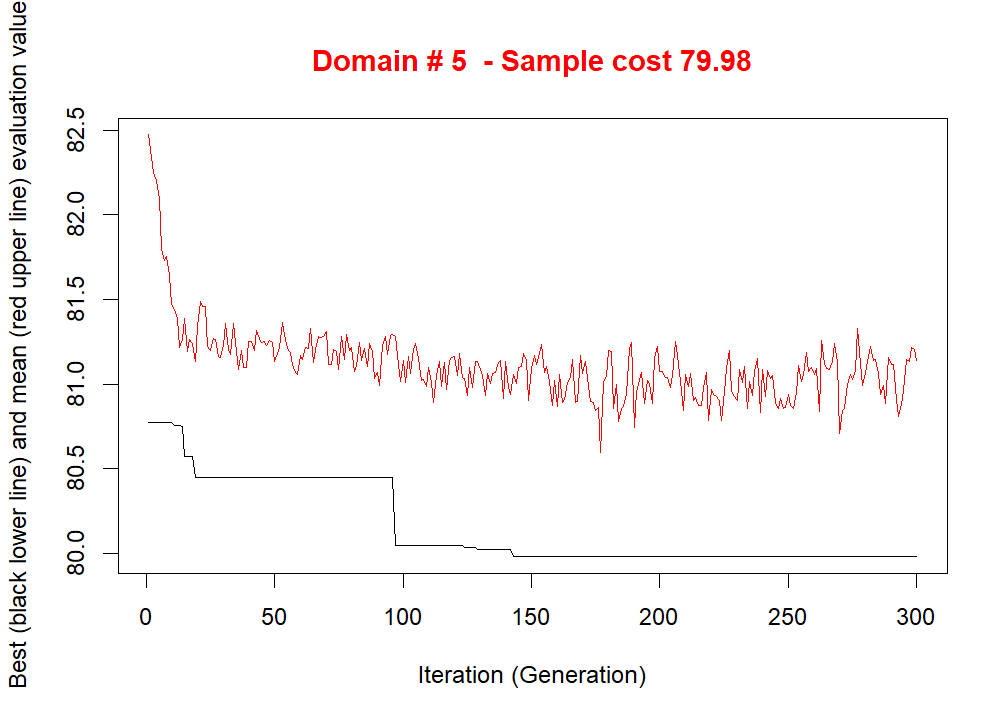 Domain # 5  - Sample cost 79.98
Best (black lower line) and mean (red upper line) evaluation value
82.5
82.0
81.5
81.0
80.5
80.0
0 50 100 150 200 250 300
Iteration (Generation)